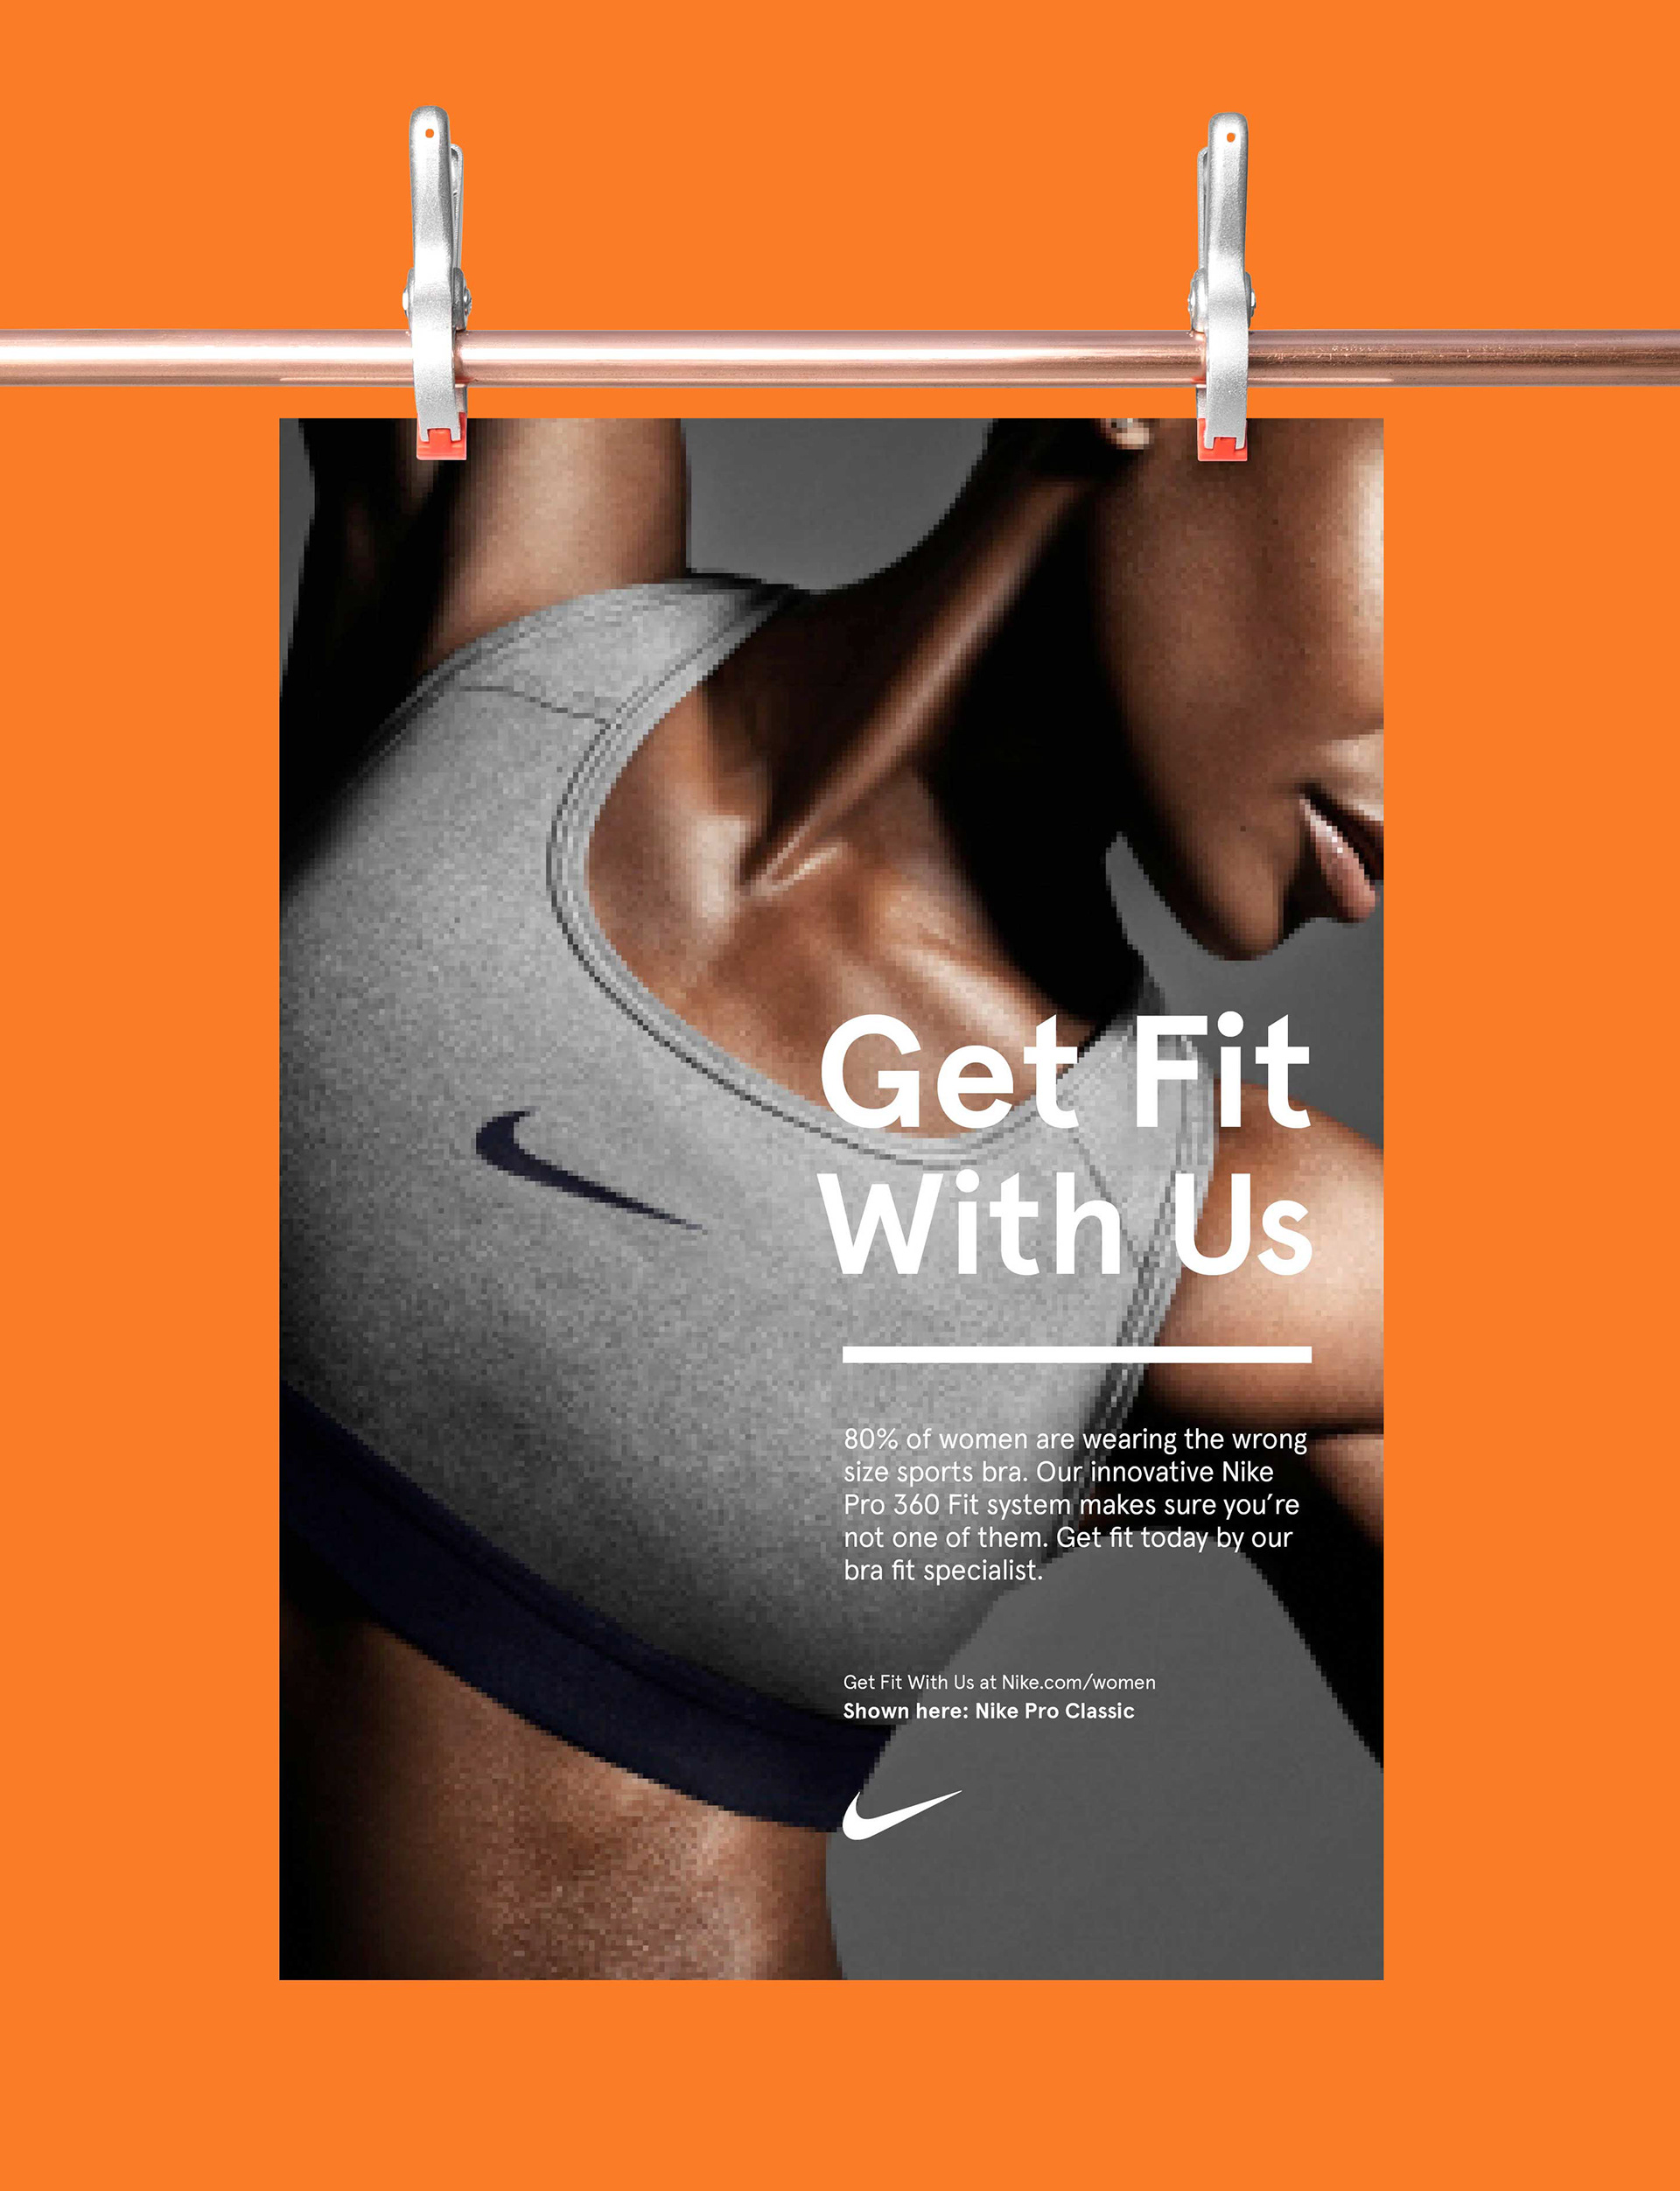 Get Fit
With Us
80% of women are wearing the wrong
size sports bra. Our innovative Nike
Pro 360 Fit system makes sure you’re
not one of them. Get fit today by our
bra fit specialist.
Get Fit With Us at Nike.com/women
Shown here: Nike Pro Classic